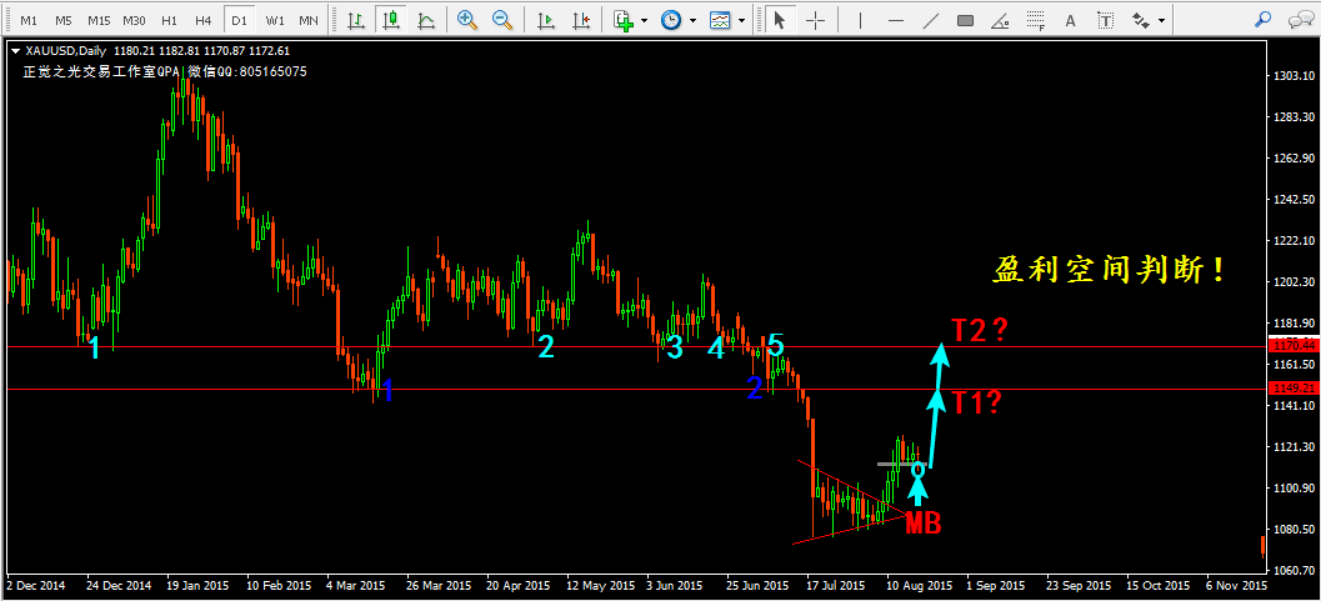 M1 M5 M15 M30 H1 H4 D1 W1 MN A T F
XAUUSD,Daily 1180.21 1182.81 1170.87 1172.61
正觉之光交易工作室QPA 微信QQ:805165075
1303.10
1283.30
1262.90
1242.50
1222.10
盈利空间判断！
1202.30
1181.90
T2?
1 2 3 4 5
1170.44
1161.50
1 2
1149.21
T1?
1141.10
1121.30
1100.90
MB
1080.50
1060.70
2 Dec 2014 24 Dec 2014 19 Jan 2015 10 Feb 2015 4 Mar 2015 26 Mar 2015 20 Apr 2015 12 May 2015 3 Jun 2015 25 Jun 2015 17 Jul 2015 10 Aug 2015 1 Sep 2015 23 Sep 2015 15 Oct 2015 6 Nov 2015